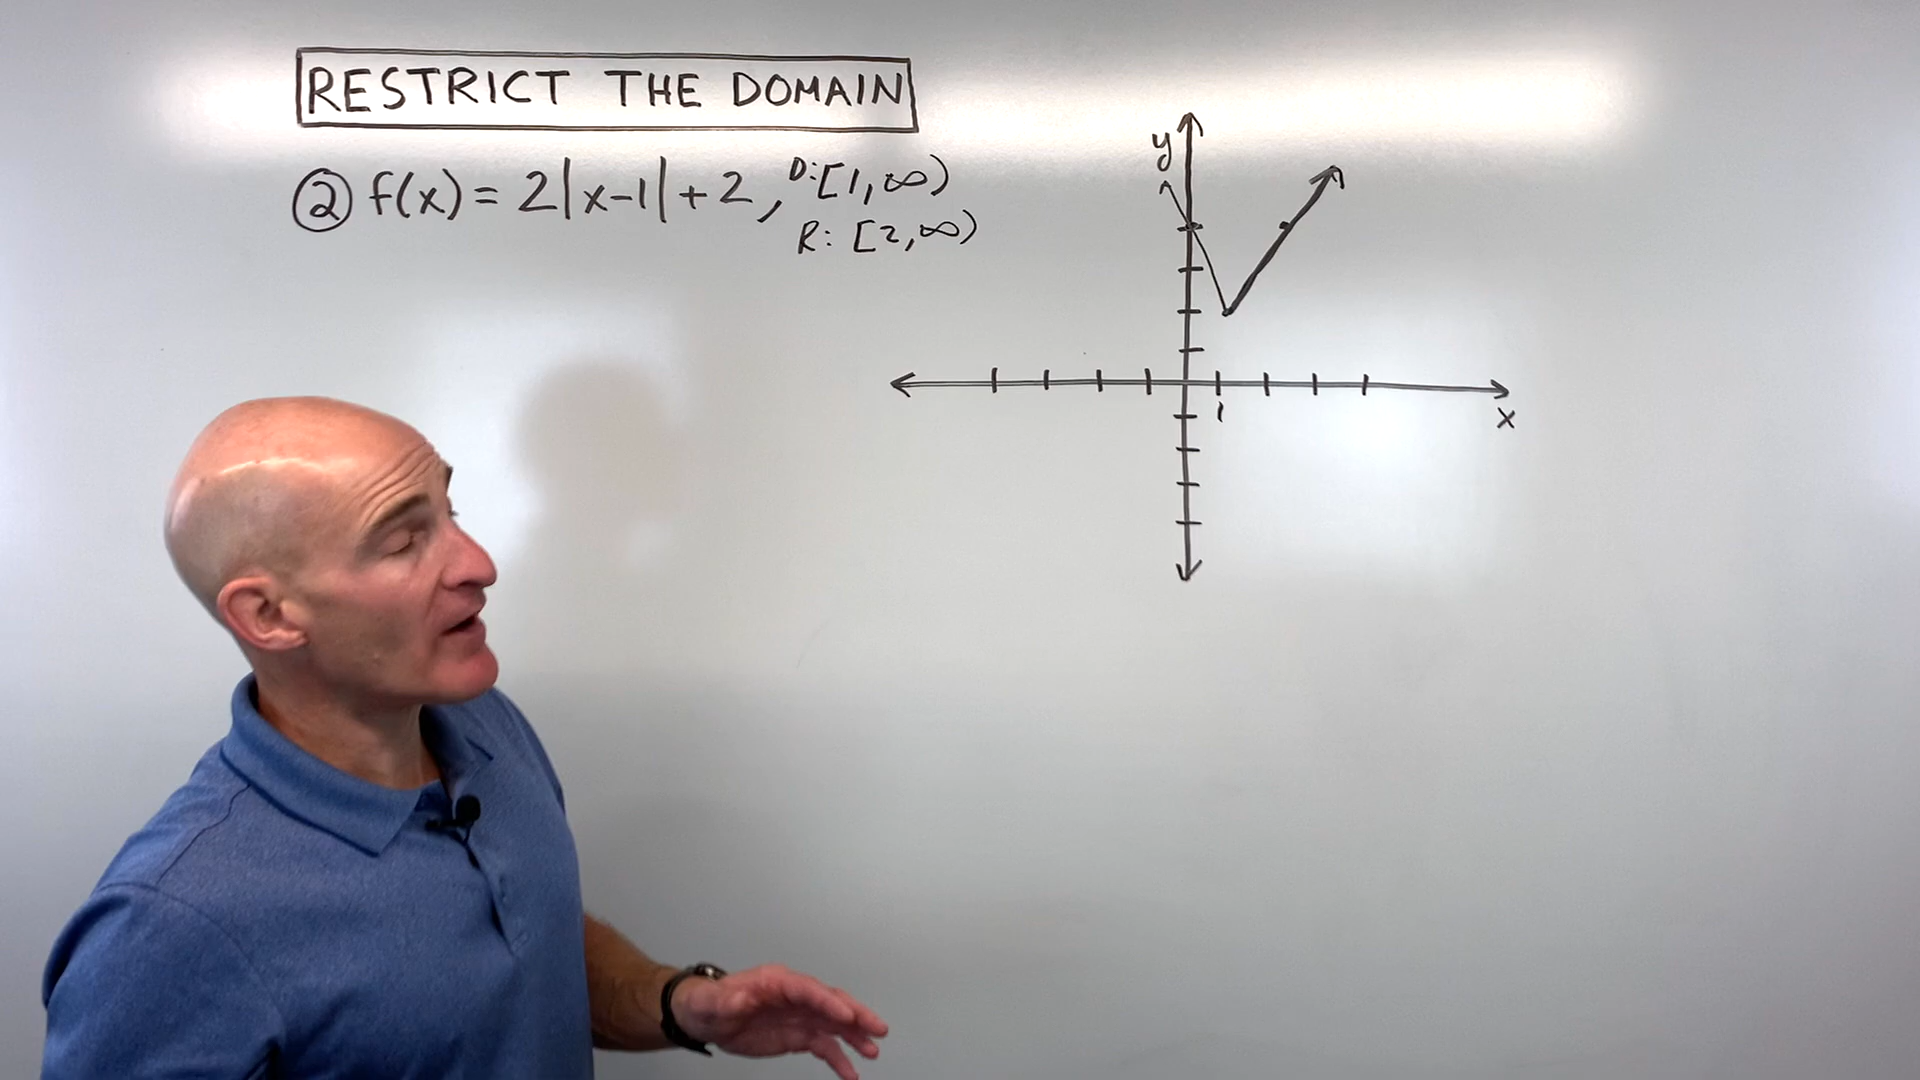 RESTRICT THE DOMAIN
② f(x) = 2|x-1| + 2, D: [1, ∞)
R: [2, ∞)
y
x
1